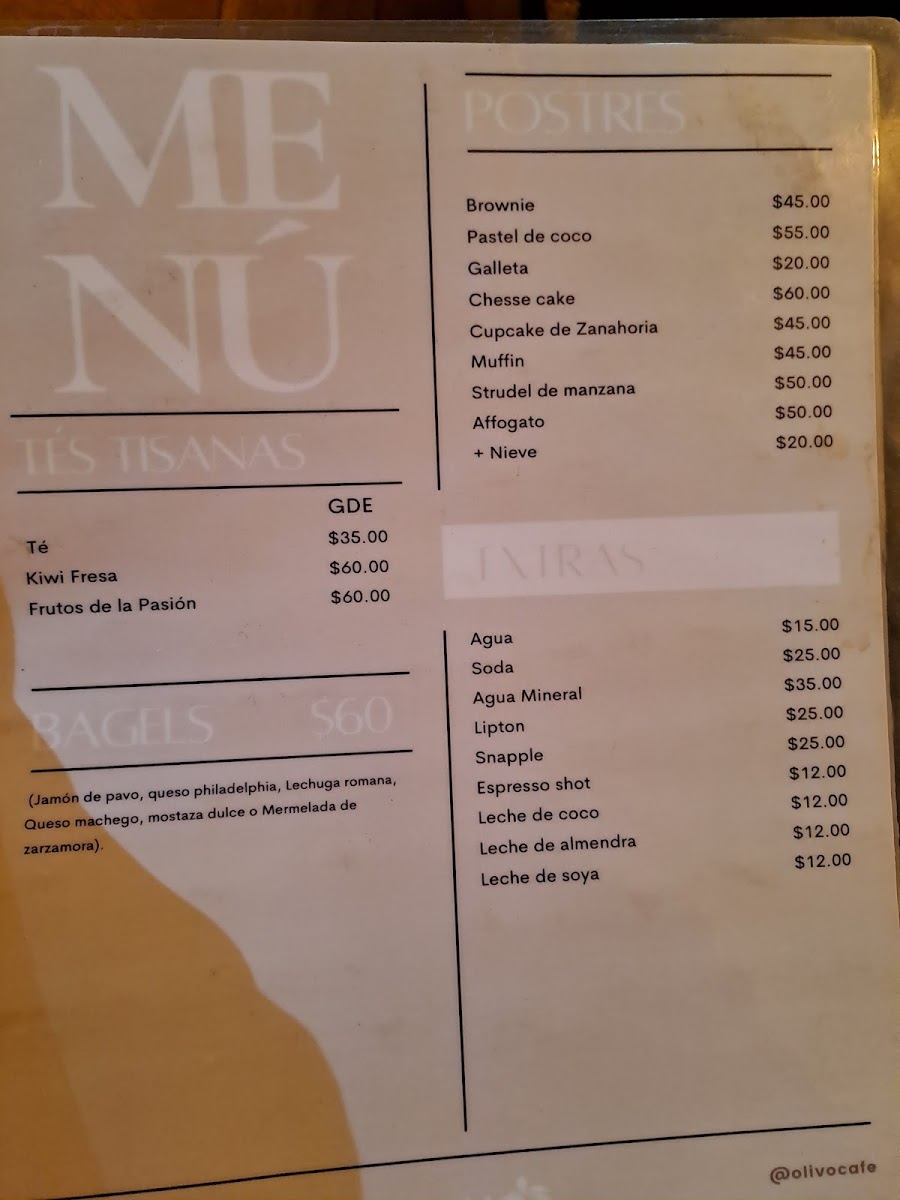 ME
NÚ
TÉS TISANAS
GDE
Té $35.00
Kiwi Fresa $60.00
Frutos de la Pasión $60.00
BAGELS $60
(Jamón de pavo, queso philadelphia, Lechuga romana,
Queso machego, mostaza dulce o Mermelada de
zarzamora).
POSTRES
Brownie $45.00
Pastel de coco $55.00
Galleta $20.00
Chesse cake $60.00
Cupcake de Zanahoria $45.00
Muffin $45.00
Strudel de manzana $50.00
Affogato $50.00
+ Nieve $20.00
EXTRAS
Agua $15.00
Soda $25.00
Agua Mineral $35.00
Lipton $25.00
Snapple $25.00
Espresso shot $12.00
Leche de coco $12.00
Leche de almendra $12.00
Leche de soya $12.00
@olivocafe